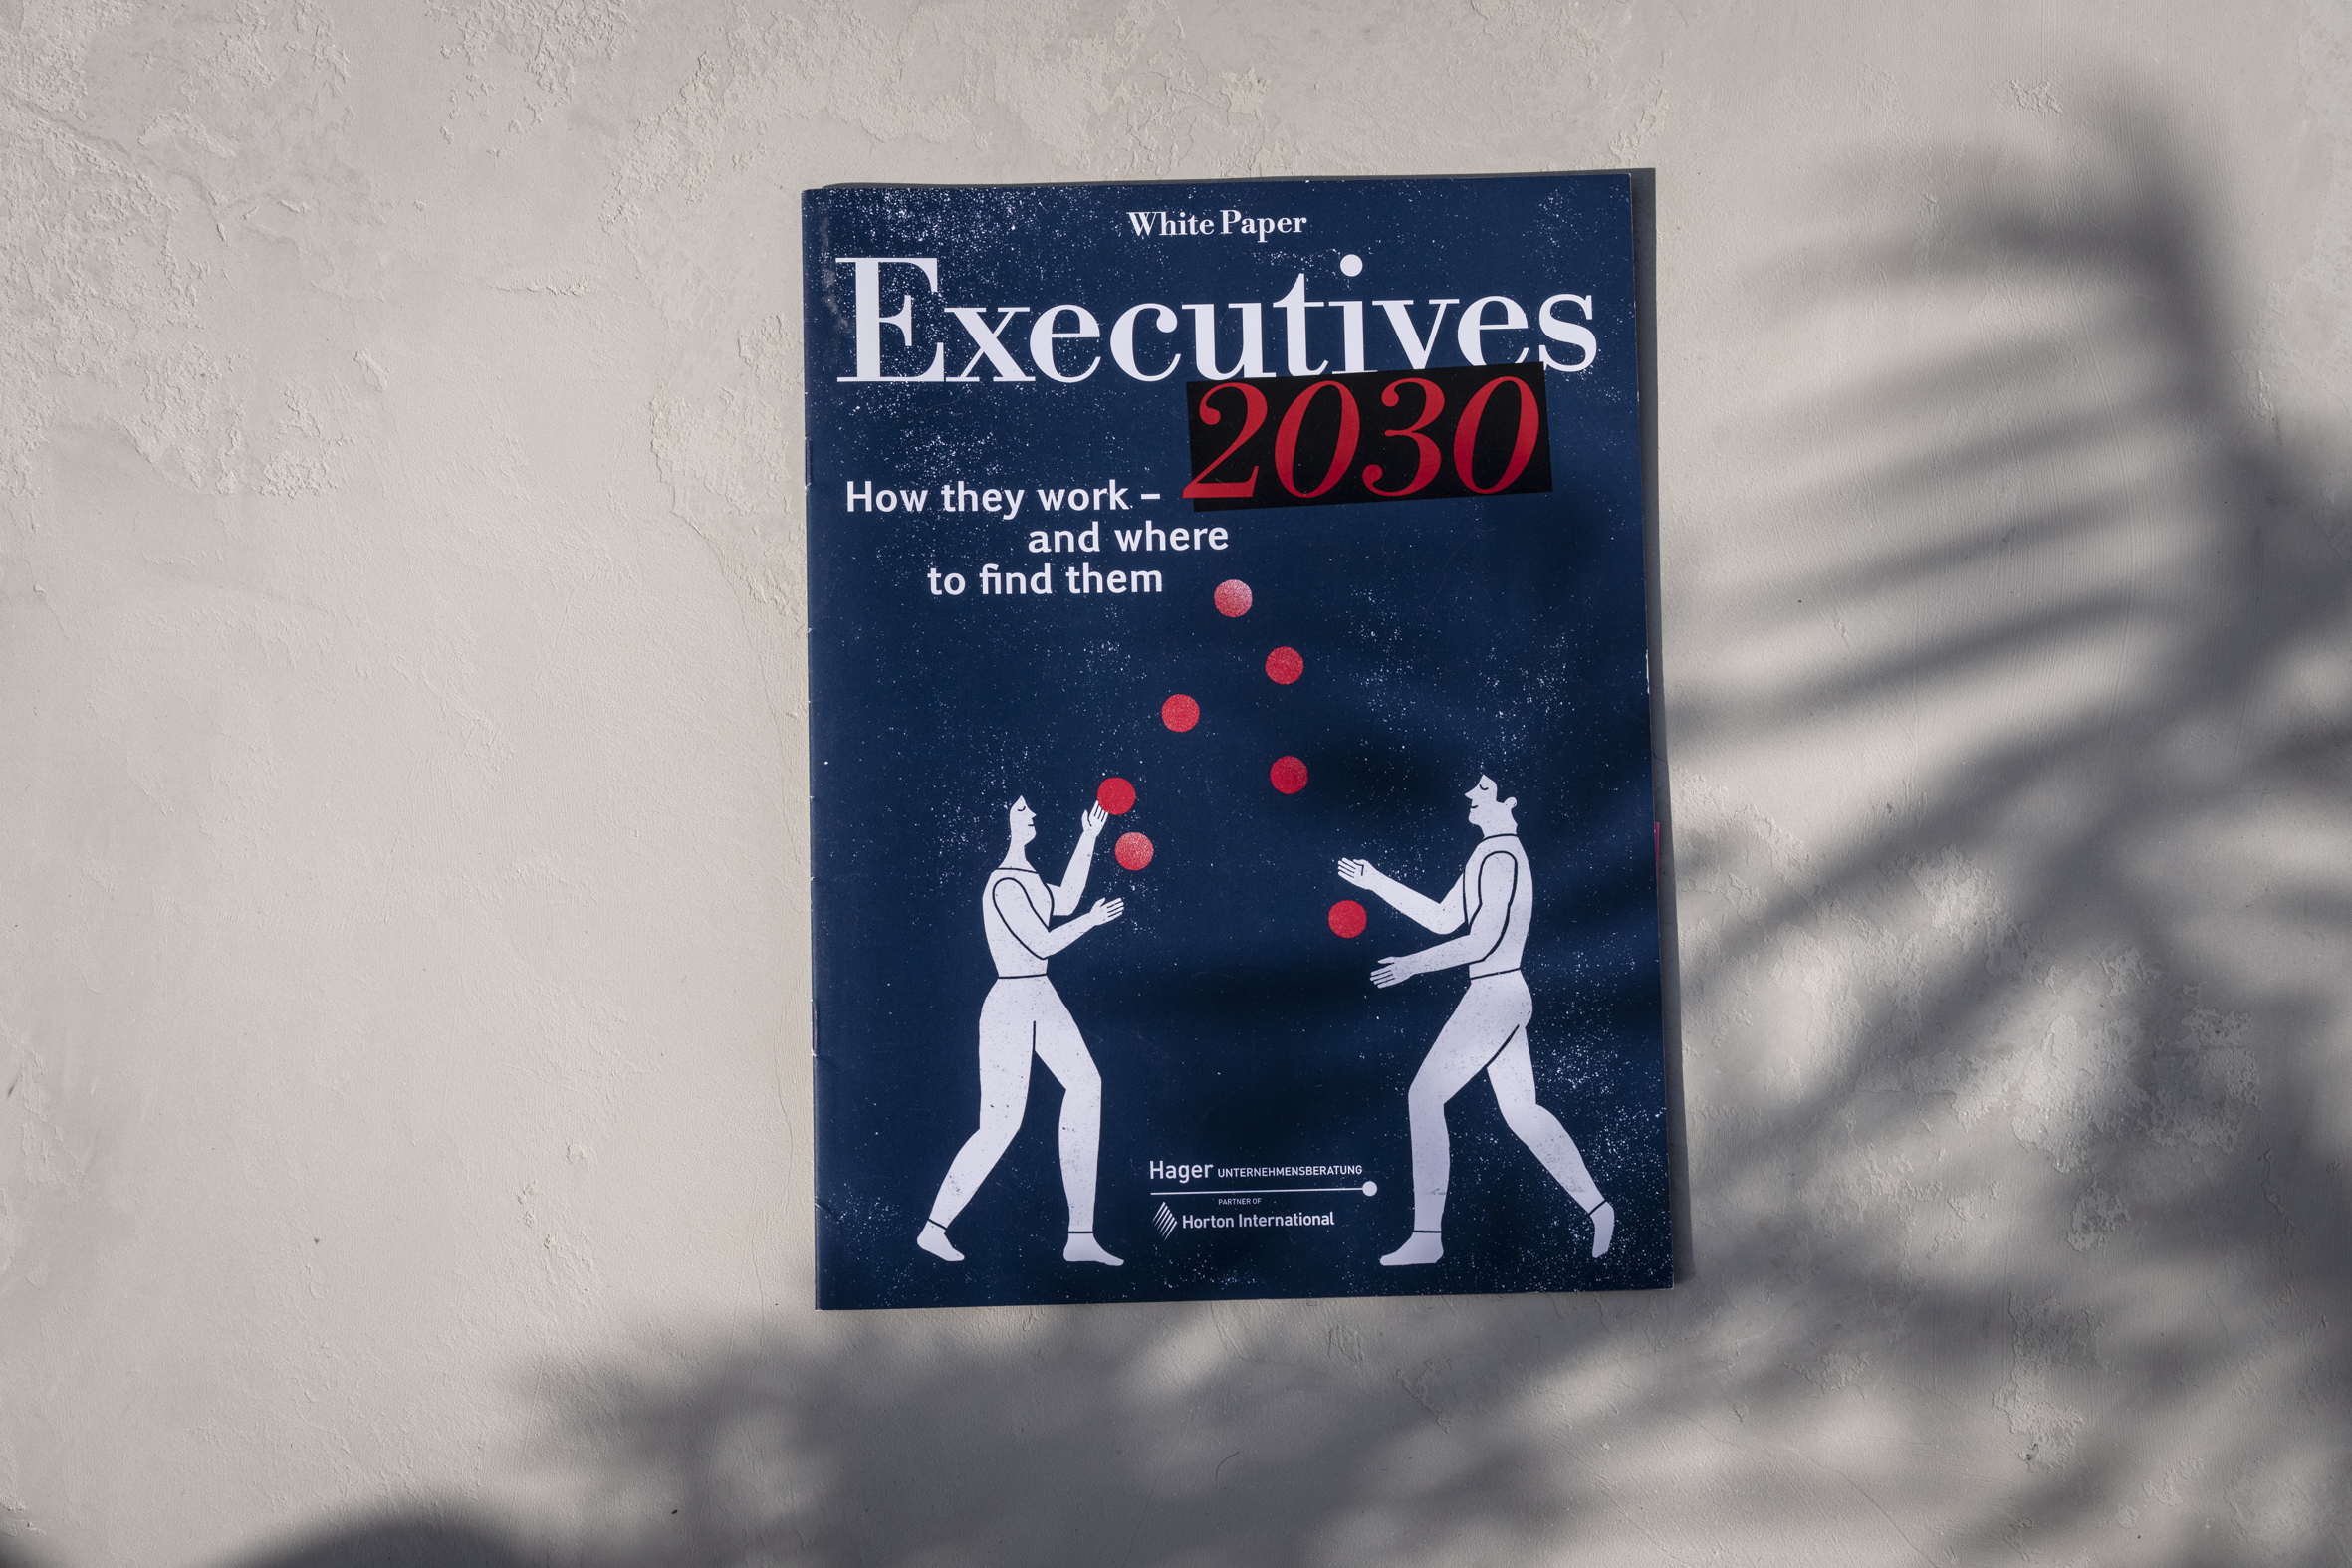 White Paper
Executives
2030
How they work –
and where
to find them
Hager UNTERNEHMENSBERATUNG
PARTNER OF
Horton International